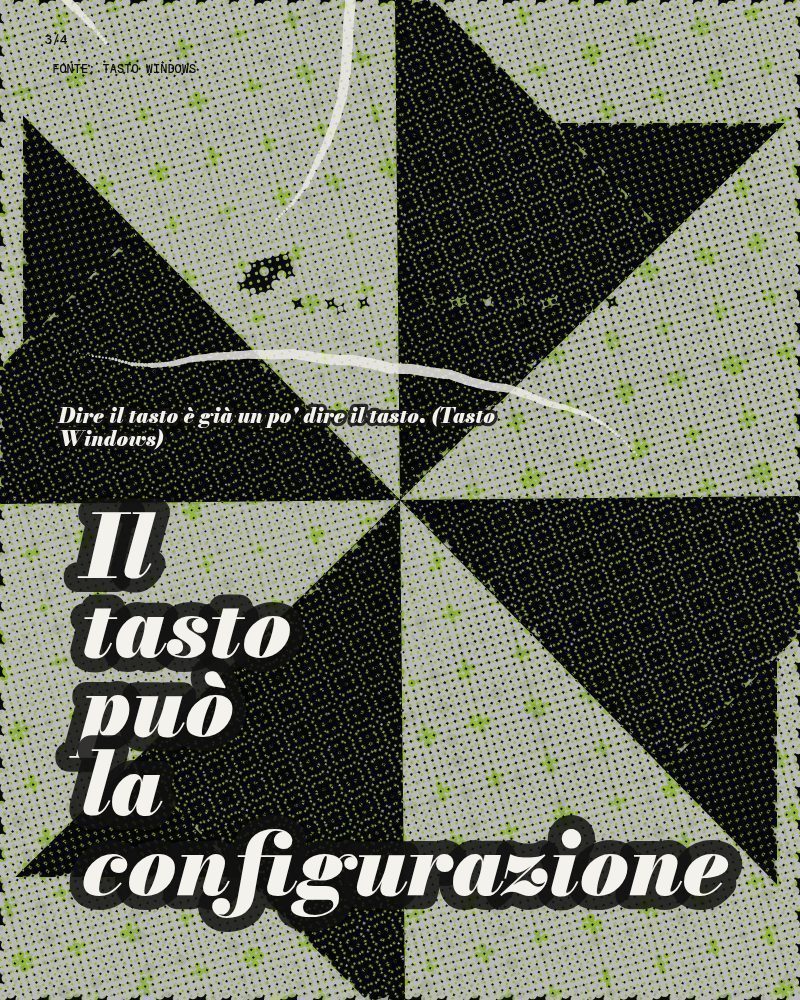 3/4
FONTE: TASTO WINDOWS
Dire il tasto è già un po' dire il tasto. (Tasto
Windows)
Il
tasto
può
la
configurazione